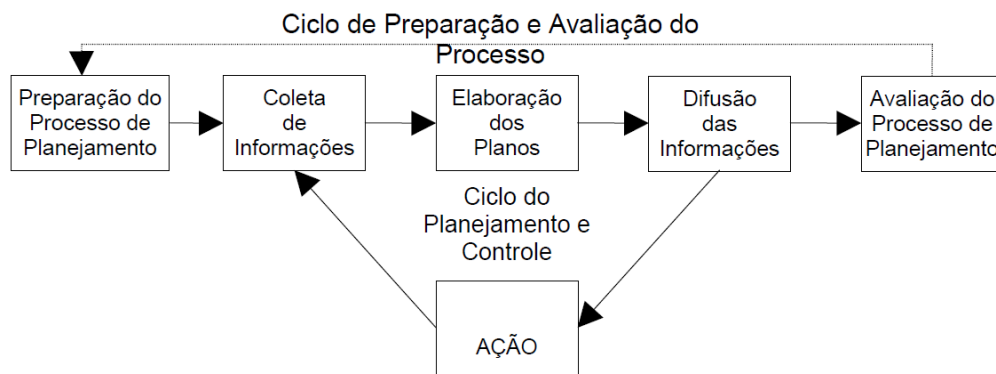 Ciclo de Preparação e Avaliação do
Processo
Preparação do
Processo de
Planejamento
Coleta
de
Informações
Elaboração
dos
Planos
Difusão
das
Informações
Avaliação do
Processo de
Planejamento
Ciclo do
Planejamento e
Controle
AÇÃO